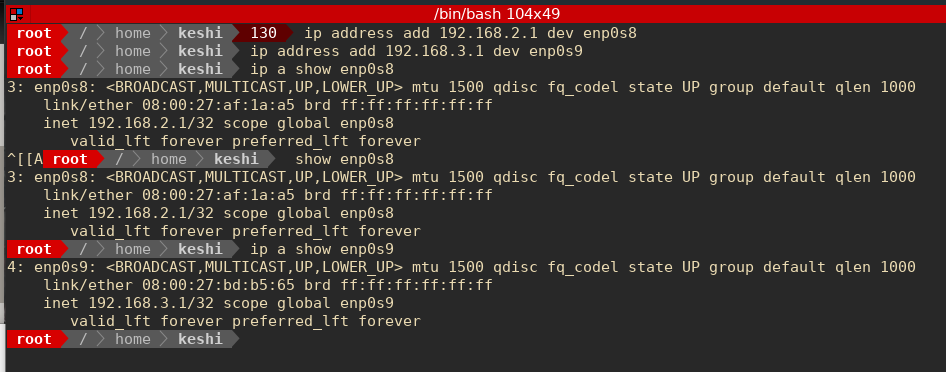 /bin/bash 104x49
root / home keshi 130 ip address add 192.168.2.1 dev enp0s8
root / home keshi ip address add 192.168.3.1 dev enp0s9
root / home keshi ip a show enp0s8
3: enp0s8: <BROADCAST,MULTICAST,UP,LOWER_UP> mtu 1500 qdisc fq_codel state UP group default qlen 1000
    link/ether 08:00:27:af:1a:a5 brd ff:ff:ff:ff:ff:ff
    inet 192.168.2.1/32 scope global enp0s8
       valid_lft forever preferred_lft forever
^[[A root / home keshi show enp0s8
3: enp0s8: <BROADCAST,MULTICAST,UP,LOWER_UP> mtu 1500 qdisc fq_codel state UP group default qlen 1000
    link/ether 08:00:27:af:1a:a5 brd ff:ff:ff:ff:ff:ff
    inet 192.168.2.1/32 scope global enp0s8
       valid_lft forever preferred_lft forever
root / home keshi ip a show enp0s9
4: enp0s9: <BROADCAST,MULTICAST,UP,LOWER_UP> mtu 1500 qdisc fq_codel state UP group default qlen 1000
    link/ether 08:00:27:bd:b5:65 brd ff:ff:ff:ff:ff:ff
    inet 192.168.3.1/32 scope global enp0s9
       valid_lft forever preferred_lft forever
root / home keshi